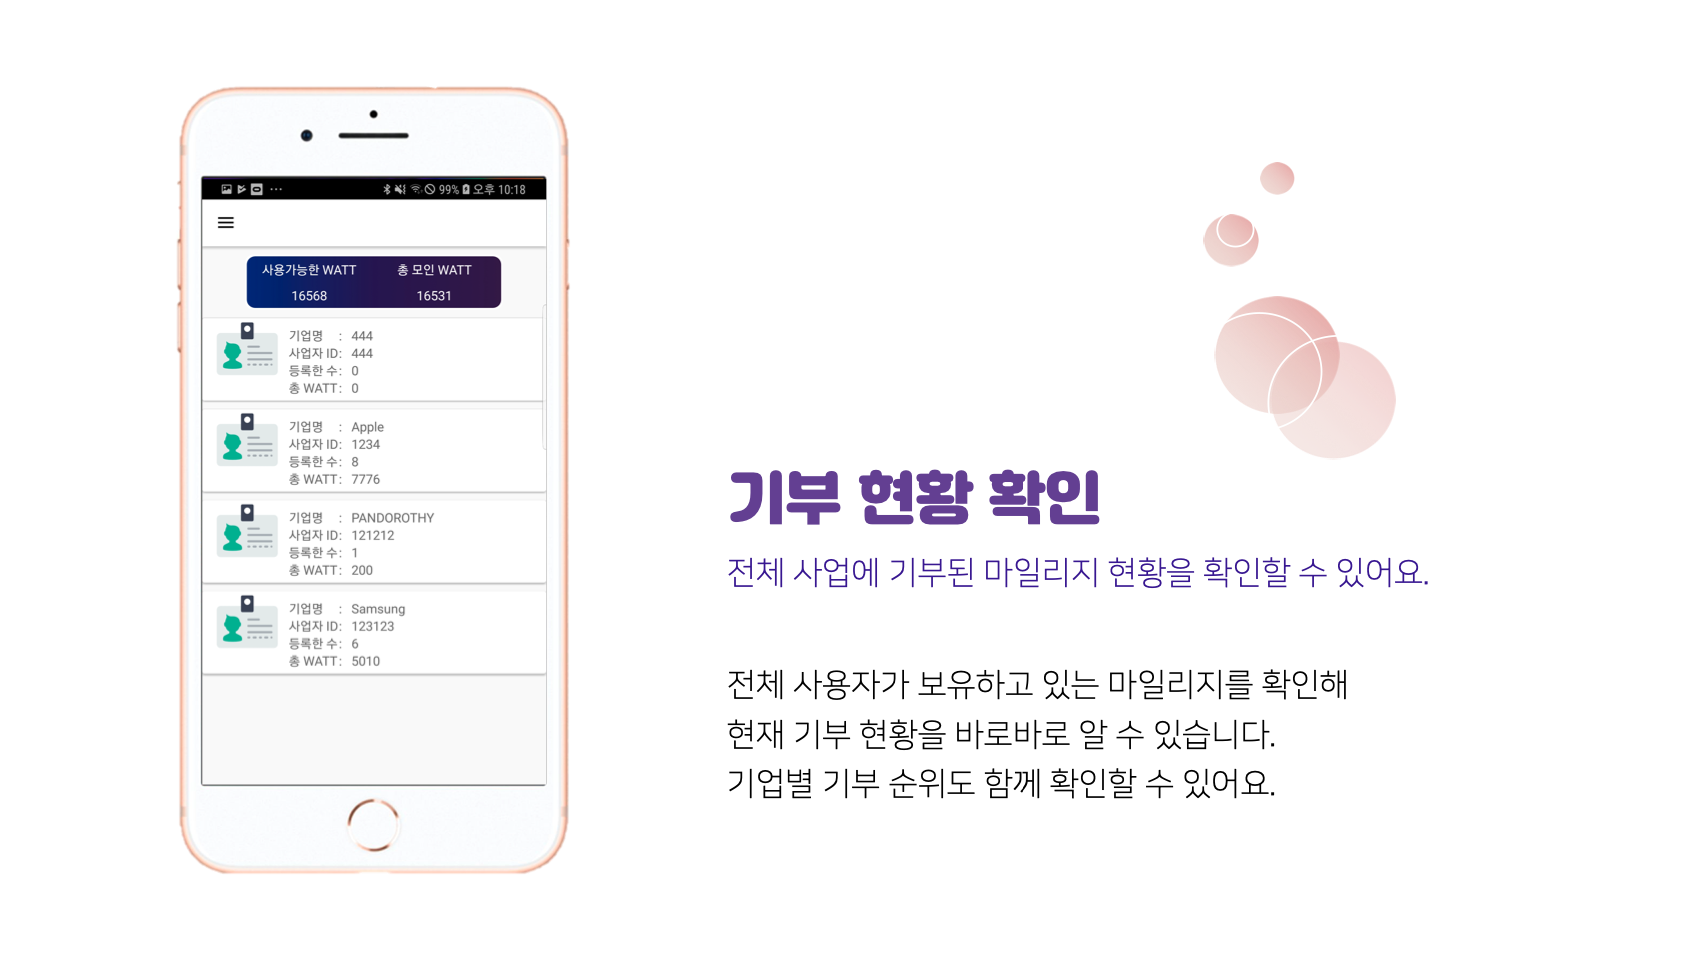 99% 오후 10:18
사용가능한 WATT 총 모인 WATT
16568 16531
기업명 : 444
사업자 ID: 444
등록한 수: 0
총 WATT: 0
기업명 : Apple
사업자 ID: 1234
등록한 수: 8
총 WATT: 7776
기업명 : PANDOROTHY
사업자 ID: 121212
등록한 수: 1
총 WATT: 200
기업명 : Samsung
사업자 ID: 123123
등록한 수: 6
총 WATT: 5010
기부 현황 확인
전체 사업에 기부된 마일리지 현황을 확인할 수 있어요.
전체 사용자가 보유하고 있는 마일리지를 확인해
현재 기부 현황을 바로바로 알 수 있습니다.
기업별 기부 순위도 함께 확인할 수 있어요.